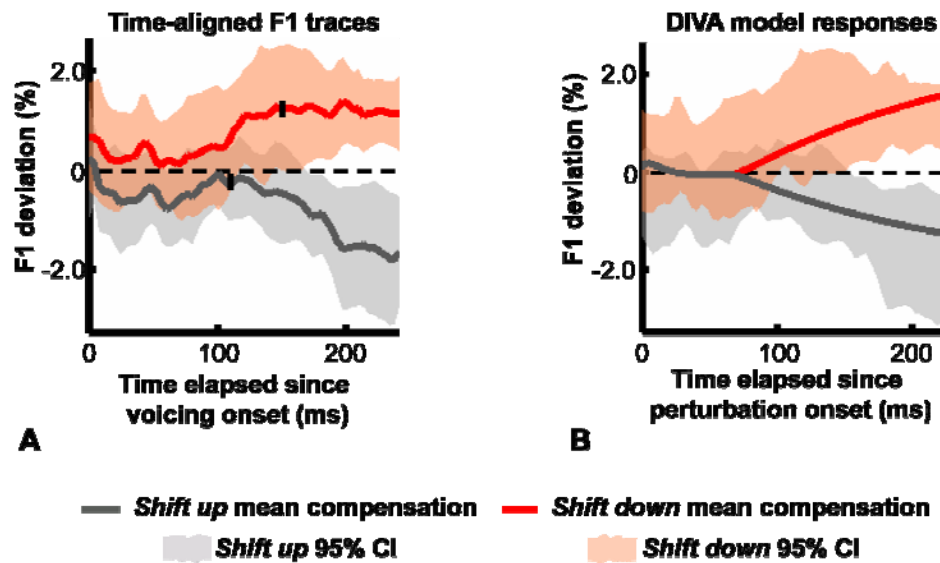 Time-aligned F1 traces
F1 deviation (%)
2.0
0
-2.0
0 100 200
Time elapsed since
voicing onset (ms)
A
DIVA model responses
F1 deviation (%)
2.0
0
-2.0
0 100 200
Time elapsed since
perturbation onset (ms)
B
Shift up mean compensation
Shift down mean compensation
Shift up 95% CI
Shift down 95% CI